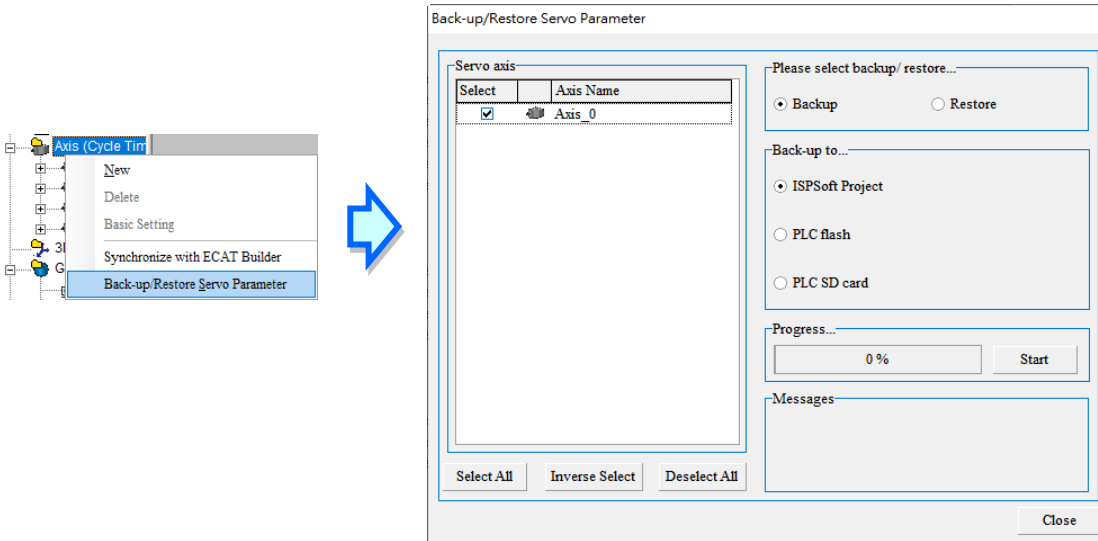 Axis (Cycle Tim
New
Delete
Basic Setting
Synchronize with ECAT Builder
Back-up/Restore Servo Parameter
Back-up/Restore Servo Parameter
Servo axis
Select Axis Name
Axis_0
Select All Inverse Select Deselect All
Please select backup/ restore...
Backup Restore
Back-up to...
ISPSoft Project
PLC flash
PLC SD card
Progress...
0 % Start
Messages
Close